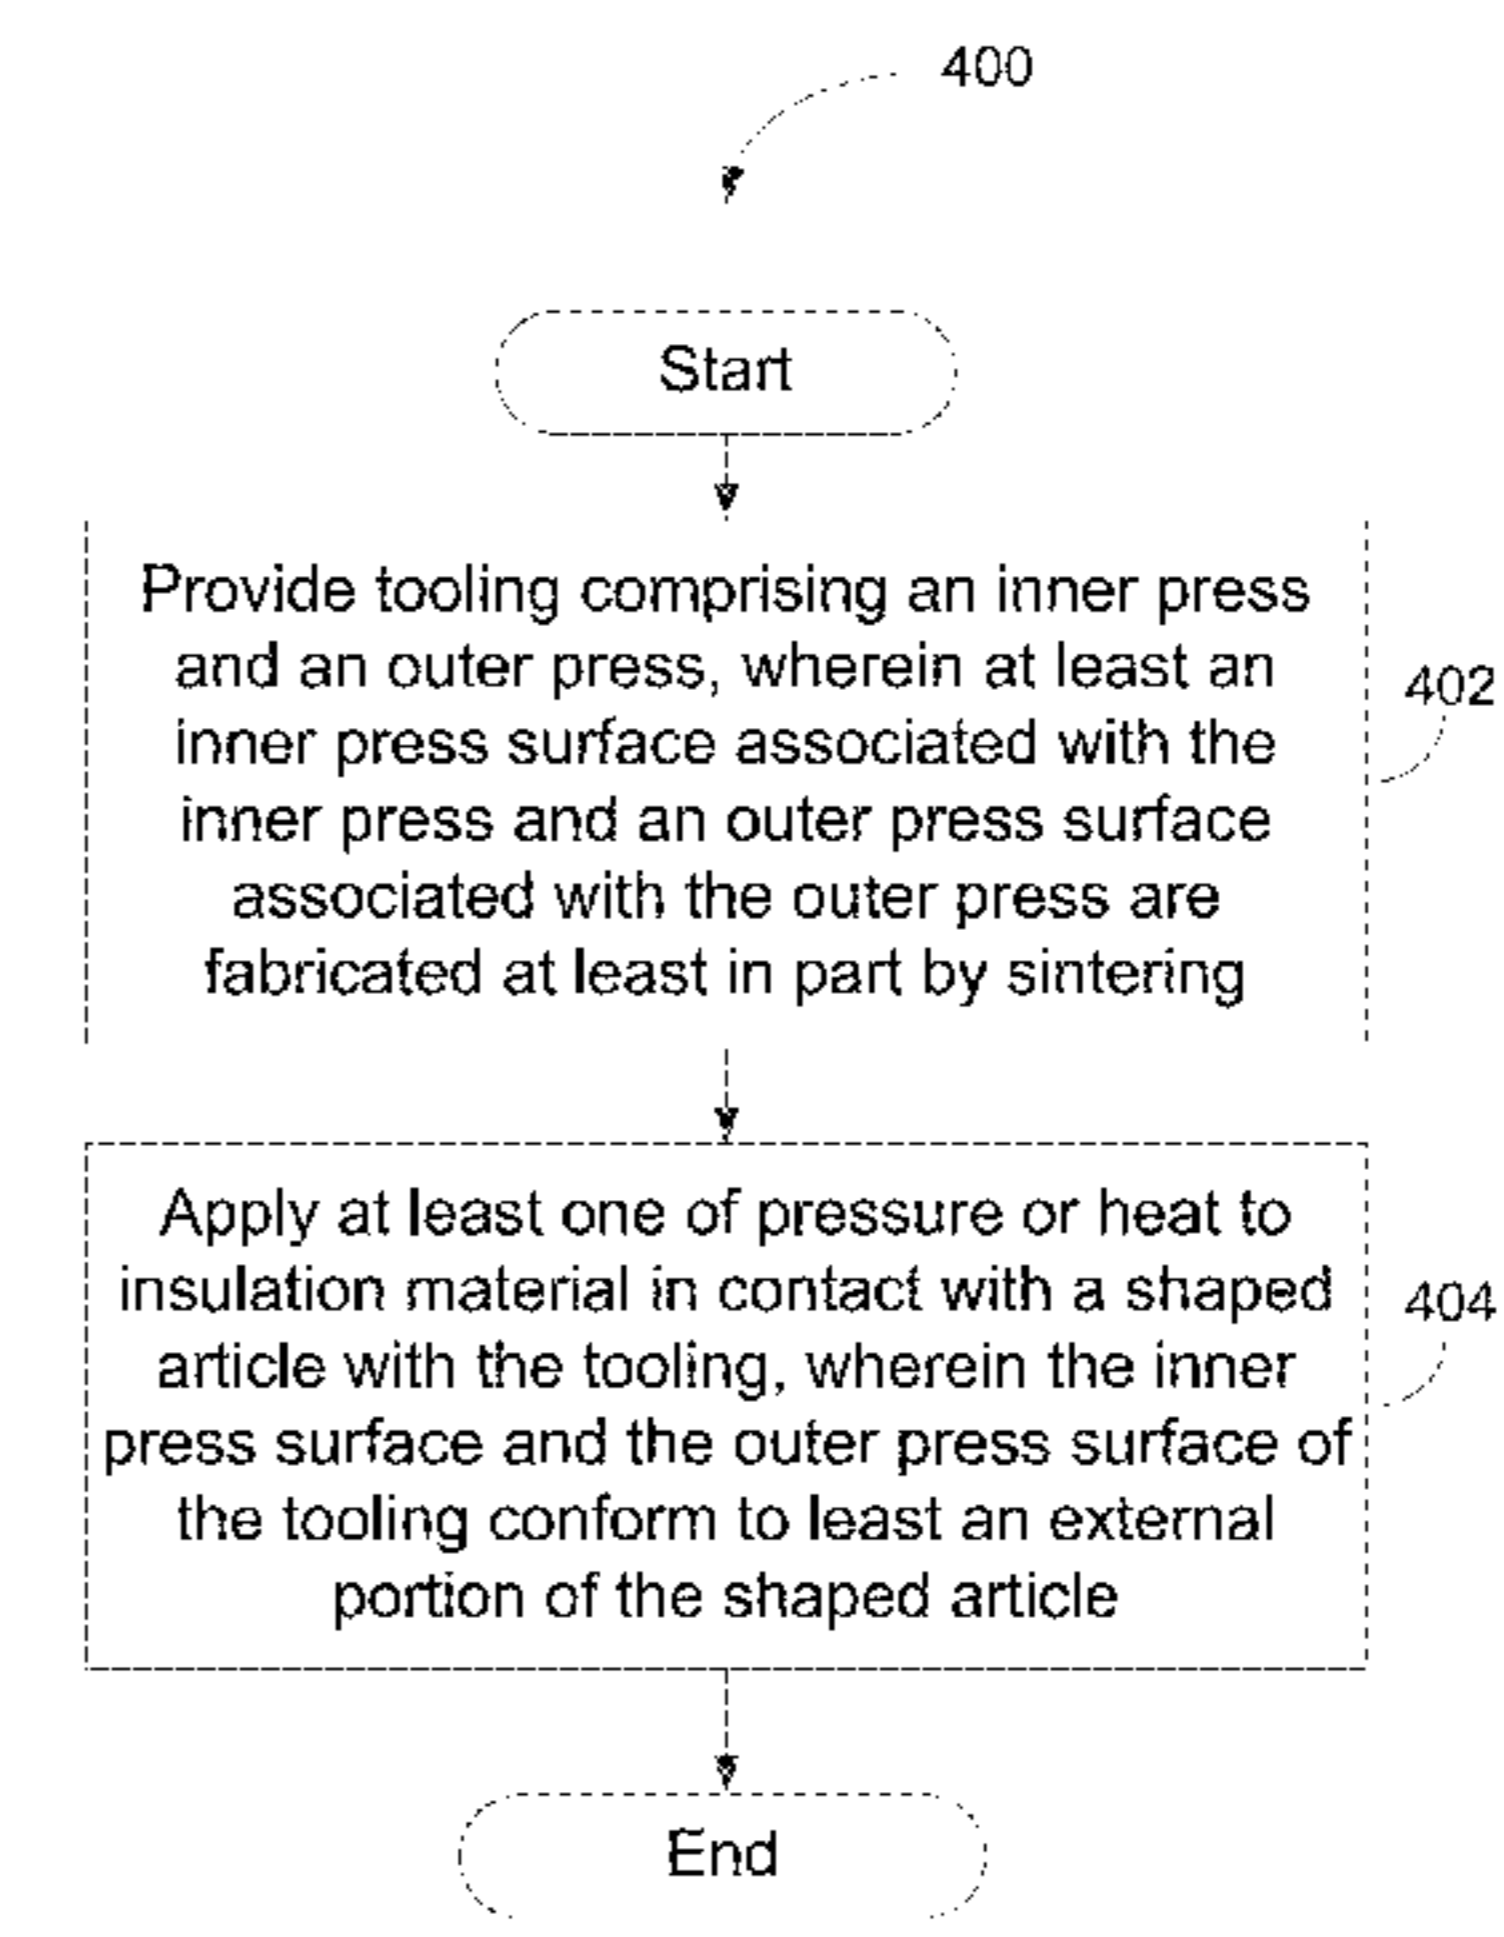 400
Start
Provide tooling comprising an inner press
and an outer press, wherein at least an
inner press surface associated with the
inner press and an outer press surface
associated with the outer press are
fabricated at least in part by sintering
402
Apply at least one of pressure or heat to
insulation material in contact with a shaped
article with the tooling, wherein the inner
press surface and the outer press surface of
the tooling conform to least an external
portion of the shaped article
404
End